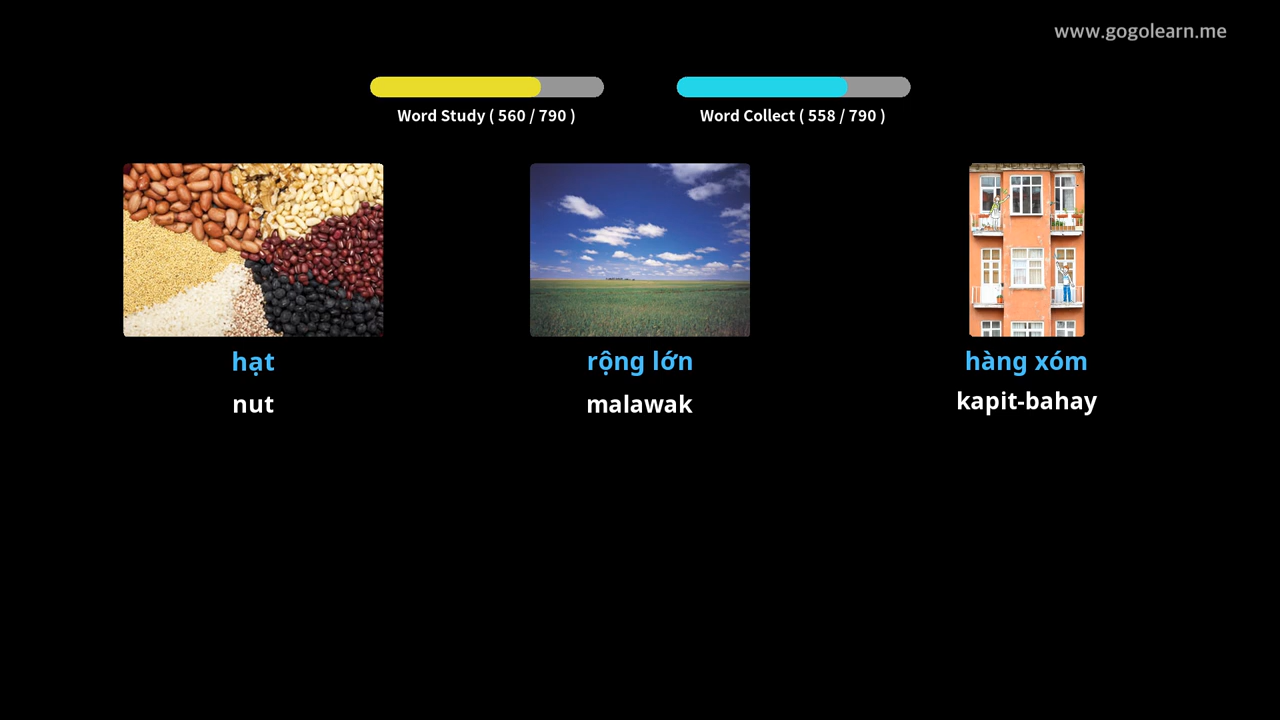 www.gogolearn.me
Word Study ( 560 / 790 )
Word Collect ( 558 / 790 )
hạt
rộng lớn
hàng xóm
nut
malawak
kapit-bahay